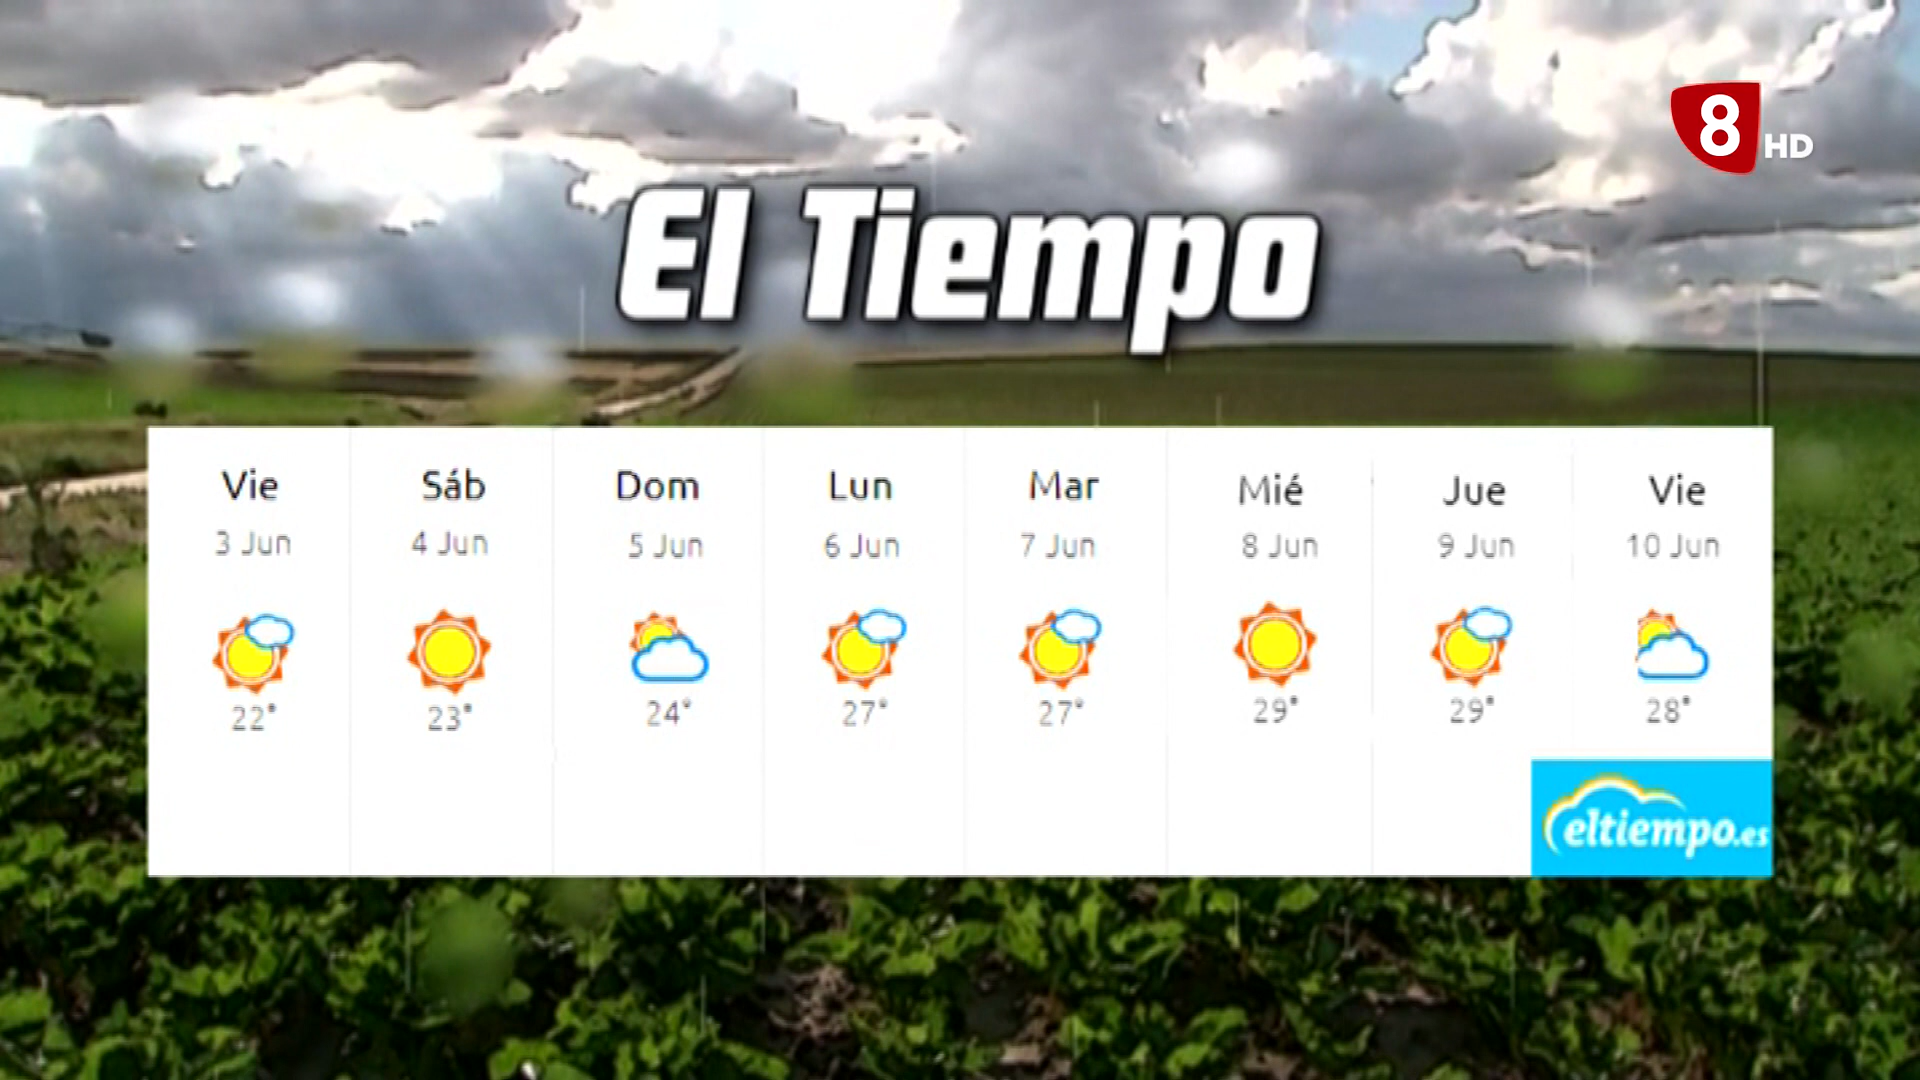 8 HD
El Tiempo
Vie Sáb Dom Lun Mar Mié Jue Vie
3 Jun 4 Jun 5 Jun 6 Jun 7 Jun 8 Jun 9 Jun 10 Jun
22° 23° 24° 27° 27° 29° 29° 28°
eltiempo.es